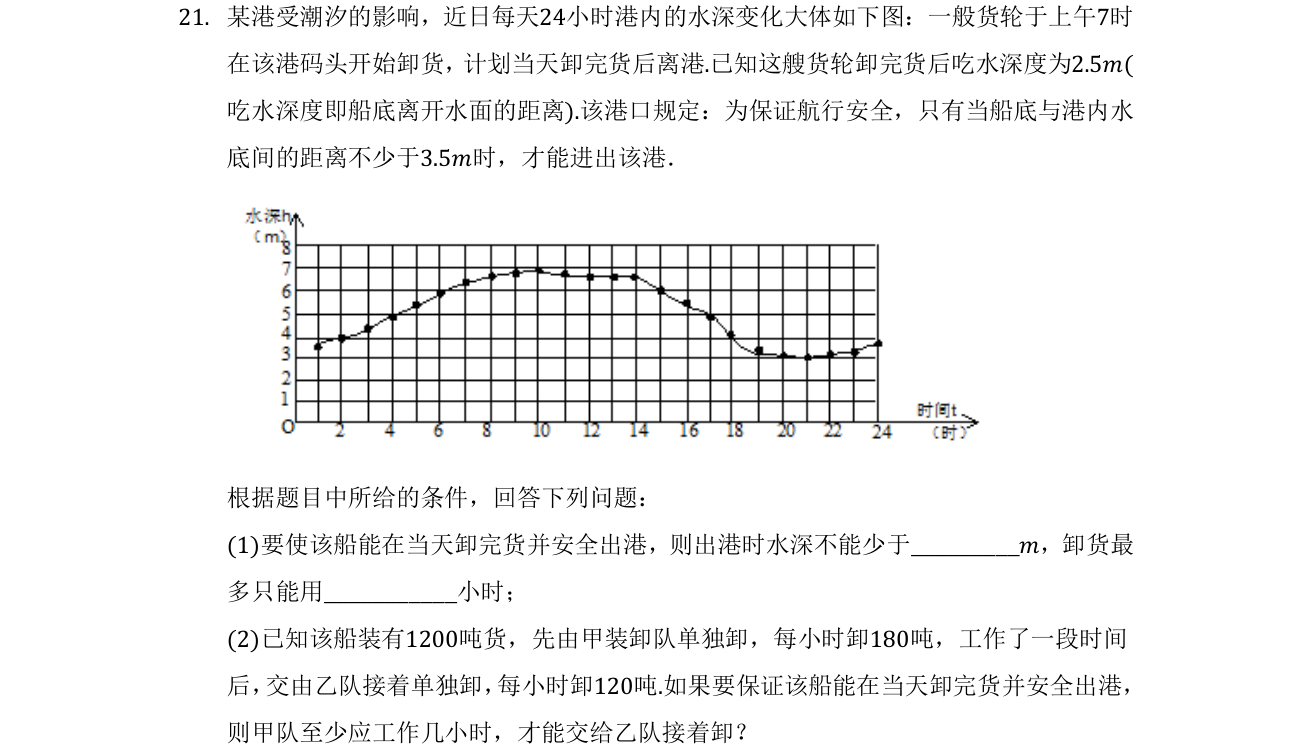 21. 某港受潮汐的影响，近日每天24小时港内的水深变化大体如下图：一般货轮于上午7时
在该港码头开始卸货，计划当天卸完货后离港.已知这艘货轮卸完货后吃水深度为2.5m(
吃水深度即船底离开水面的距离).该港口规定：为保证航行安全，只有当船底与港内水
底间的距离不少于3.5m时，才能进出该港.
水深h
(m)
8
7
6
5
4
3
2
1
O 2 4 6 8 10 12 14 16 18 20 22 24
时间t
(时)
根据题目中所给的条件，回答下列问题：
(1)要使该船能在当天卸完货并安全出港，则出港时水深不能少于__________m，卸货最
多只能用____________小时；
(2)已知该船装有1200吨货，先由甲装卸队单独卸，每小时卸180吨，工作了一段时间
后，交由乙队接着单独卸，每小时卸120吨.如果要保证该船能在当天卸完货并安全出港，
则甲队至少应工作几小时，才能交给乙队接着卸？